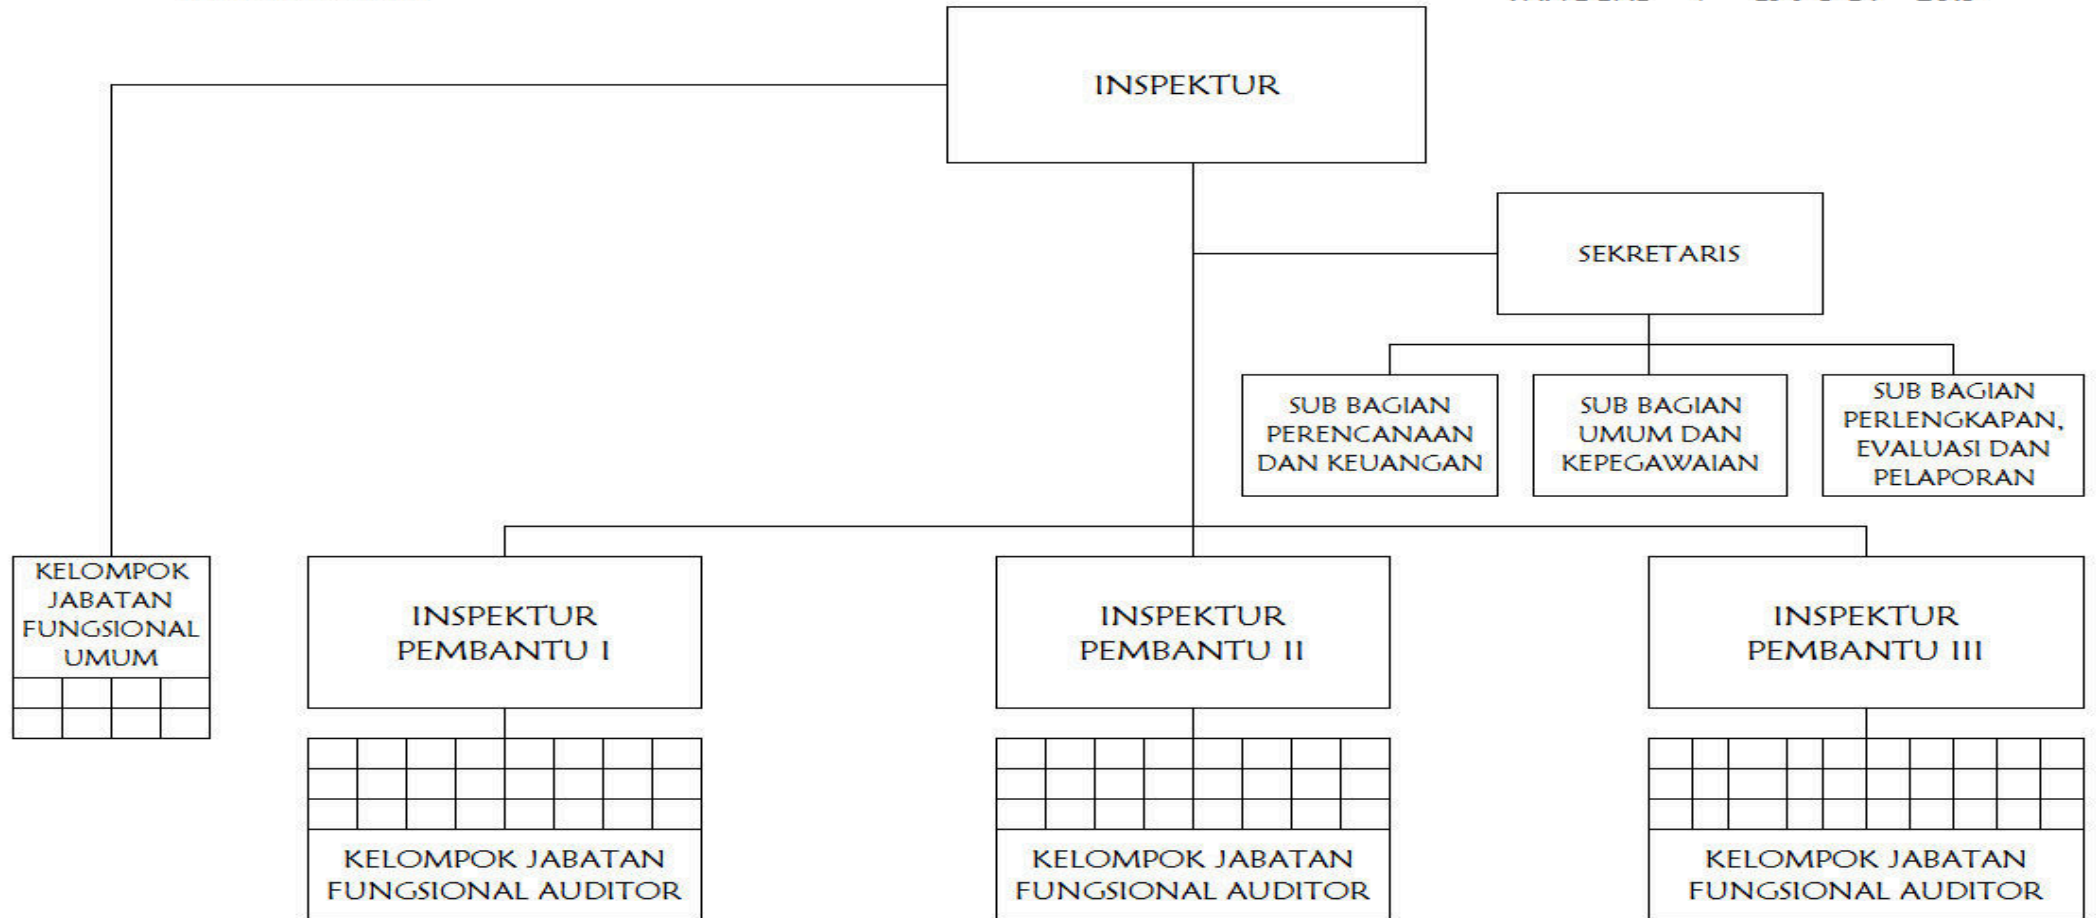 INSPEKTUR
SEKRETARIS
SUB BAGIAN
PERENCANAAN
DAN KEUANGAN
SUB BAGIAN
UMUM DAN
KEPEGAWAIAN
SUB BAGIAN
PERLENGKAPAN,
EVALUASI DAN
PELAPORAN
KELOMPOK
JABATAN
FUNGSIONAL
UMUM
INSPEKTUR
PEMBANTU I
INSPEKTUR
PEMBANTU II
INSPEKTUR
PEMBANTU III
KELOMPOK JABATAN
FUNGSIONAL AUDITOR
KELOMPOK JABATAN
FUNGSIONAL AUDITOR
KELOMPOK JABATAN
FUNGSIONAL AUDITOR